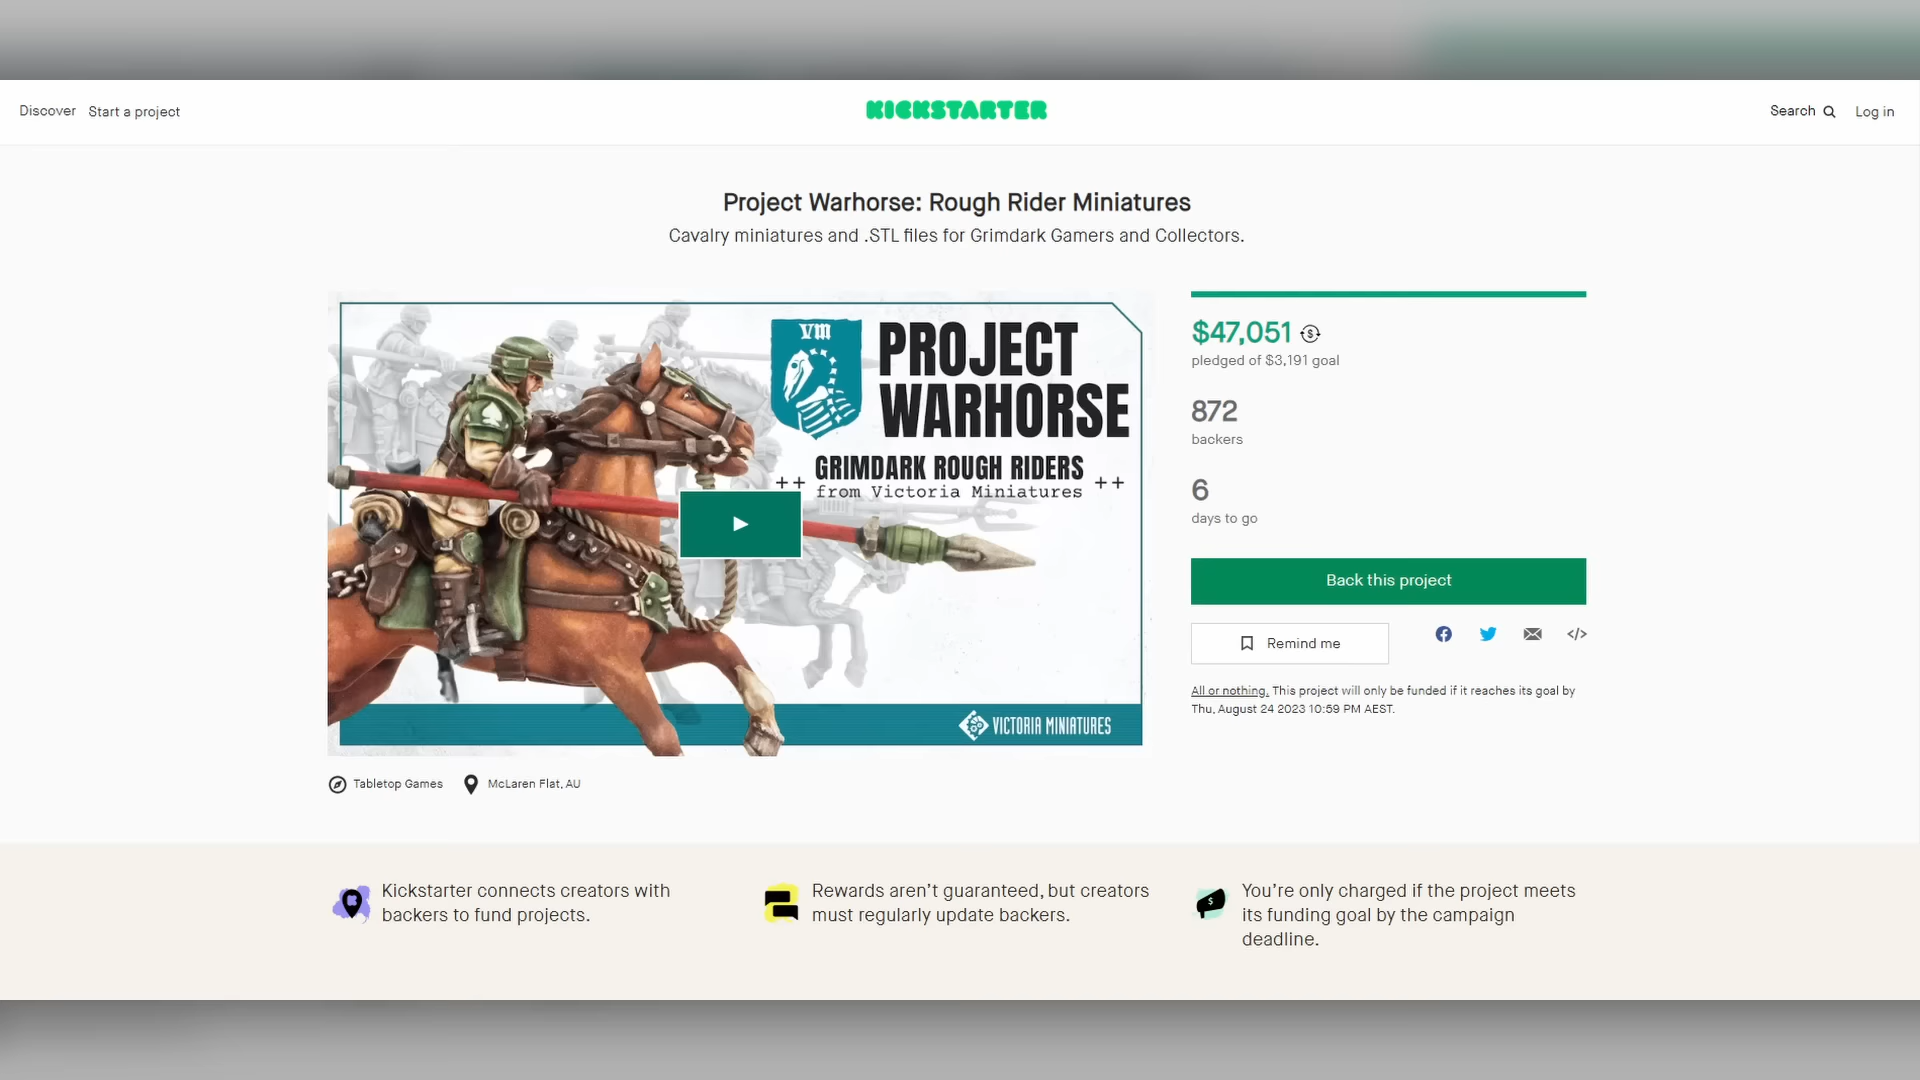 Discover Start a project
KICKSTARTER
Search Log in
Project Warhorse: Rough Rider Miniatures
Cavalry miniatures and .STL files for Grimdark Gamers and Collectors.
VM
PROJECT
WARHORSE
GRIMDARK ROUGH RIDERS
++ from Victoria Miniatures ++
VICTORIA MINIATURES
$47,051
pledged of $3,191 goal
872
backers
6
days to go
Back this project
Remind me
All or nothing. This project will only be funded if it reaches its goal by
Thu, August 24 2023 10:59 PM AEST.
Tabletop Games McLaren Flat, AU
Kickstarter connects creators with
backers to fund projects.
Rewards aren’t guaranteed, but creators
must regularly update backers.
You’re only charged if the project meets
its funding goal by the campaign
deadline.